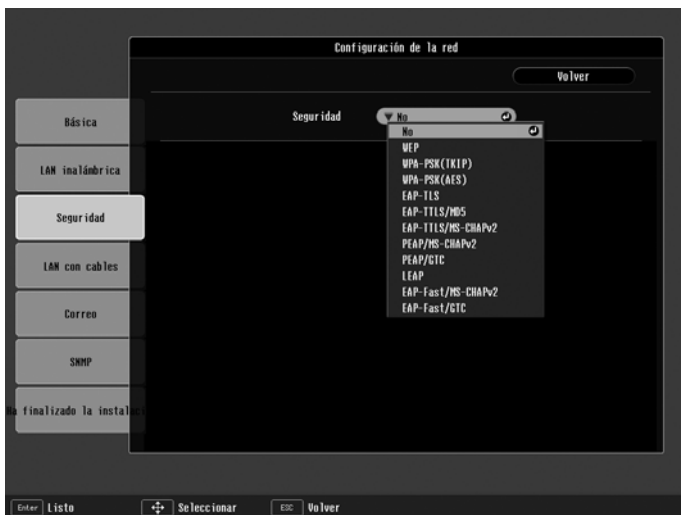 Configuración de la red
Volver
Seguridad
No
No
WEP
WPA-PSK(TKIP)
WPA-PSK(AES)
EAP-TLS
EAP-TTLS/MD5
EAP-TTLS/MS-CHAPv2
PEAP/MS-CHAPv2
PEAP/GTC
LEAP
EAP-Fast/MS-CHAPv2
EAP-Fast/GTC
Básica
LAN inalámbrica
Seguridad
LAN con cables
Correo
SNMP
Ha finalizado la instalaci
Enter Listo
Seleccionar
ESC Volver